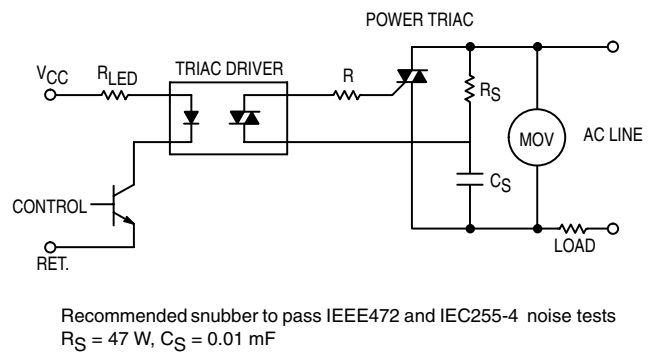 POWER TRIAC
VCC
RLED
TRIAC DRIVER
R
RS
MOV
AC LINE
CS
CONTROL
RET.
LOAD
Recommended snubber to pass IEEE472 and IEC255-4 noise tests
RS = 47 W, CS = 0.01 mF